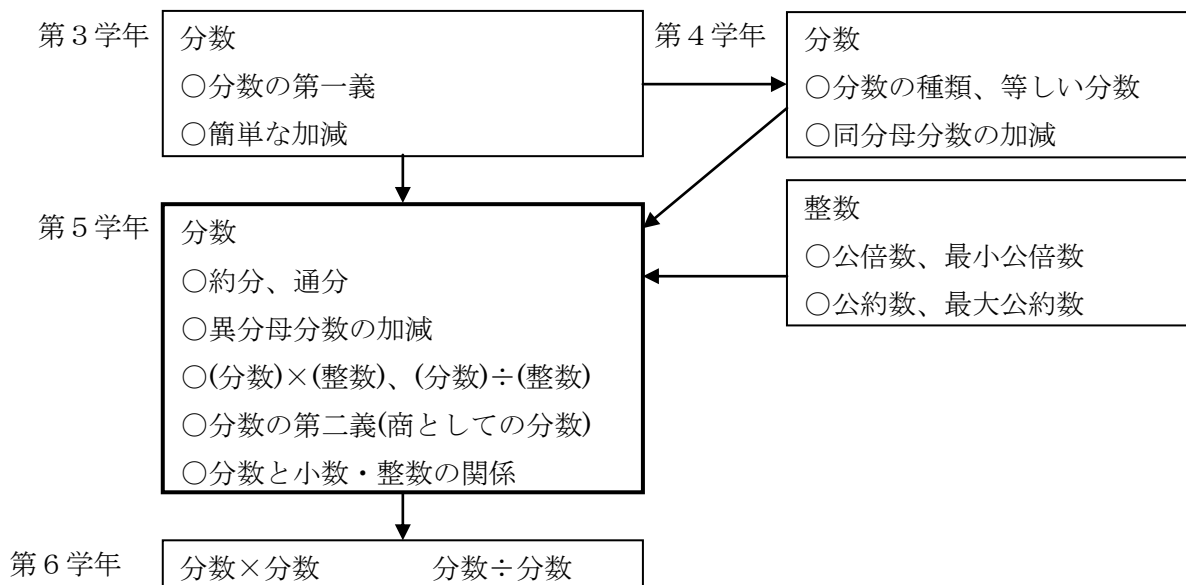 第３学年
分数
○分数の第一義
○簡単な加減
第４学年
分数
○分数の種類、等しい分数
○同分母分数の加減
第５学年
分数
○約分、通分
○異分母分数の加減
○(分数)×(整数)、(分数)÷(整数)
○分数の第二義(商としての分数)
○分数と小数・整数の関係
整数
○公倍数、最小公倍数
○公約数、最大公約数
第６学年
分数×分数　　　分数÷分数